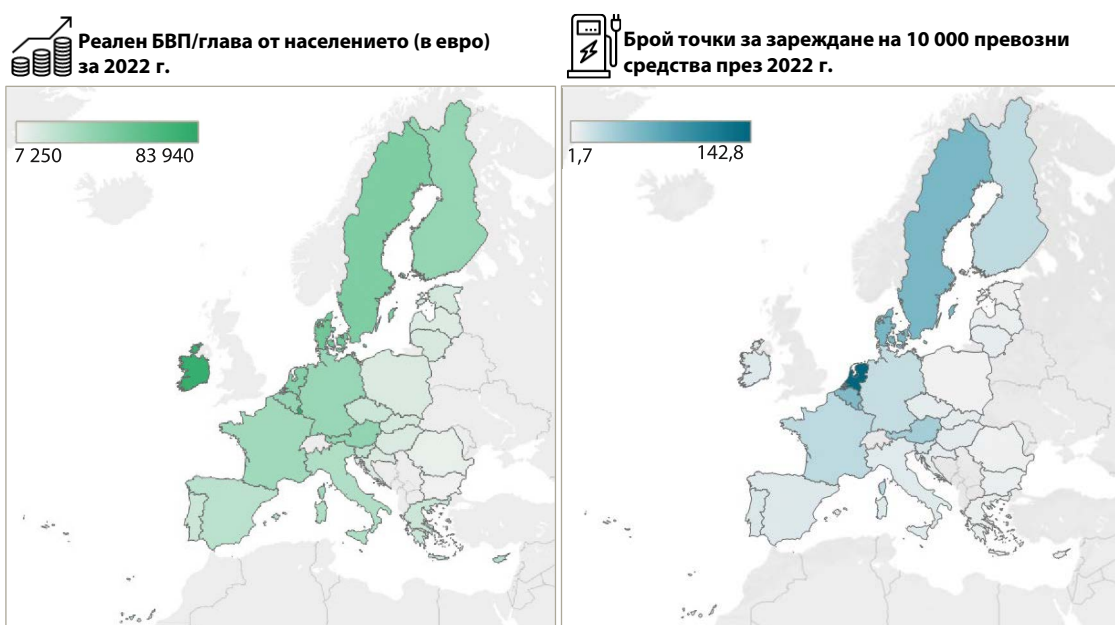 Реален БВП/глава от населението (в евро)
за 2022 г.
7 250
83 940
Брой точки за зареждане на 10 000 превозни
средства през 2022 г.
1,7
142,8